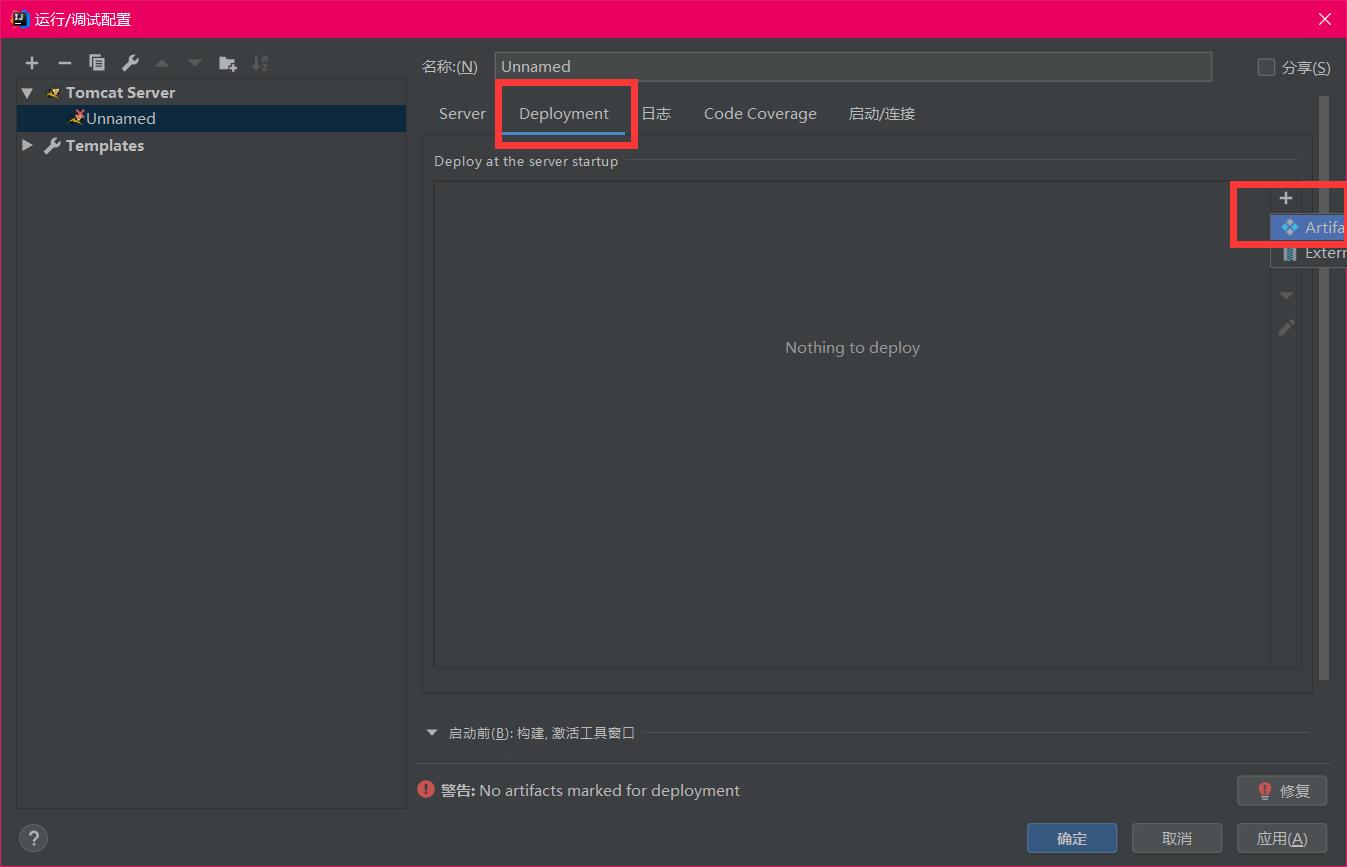 运行/调试配置
名称:(N) Unnamed 分享(S)
Tomcat Server
Unnamed
Templates
Server Deployment 日志 Code Coverage 启动/连接
Deploy at the server startup
Artifa
Extern
Nothing to deploy
启动前(B): 构建, 激活工具窗口
警告: No artifacts marked for deployment
修复
? 确定 取消 应用(A)